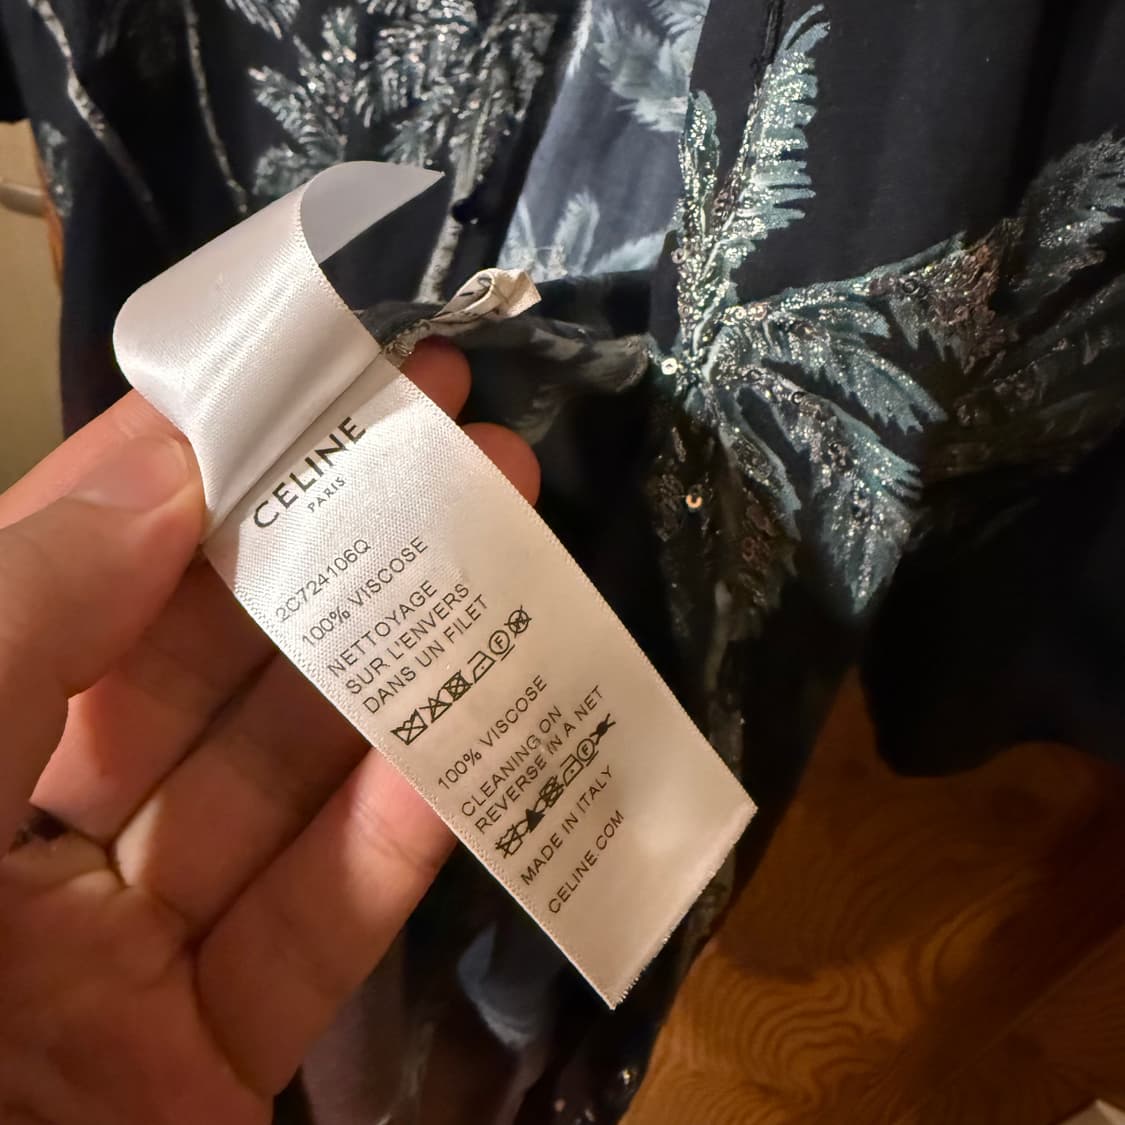 CELINE
PARIS
2C724106Q
100% VISCOSE
NETTOYAGE
SUR L'ENVERS
DANS UN FILET
F W
100% VISCOSE
CLEANING ON
REVERSE IN A NET
MADE IN ITALY
CELINE.COM